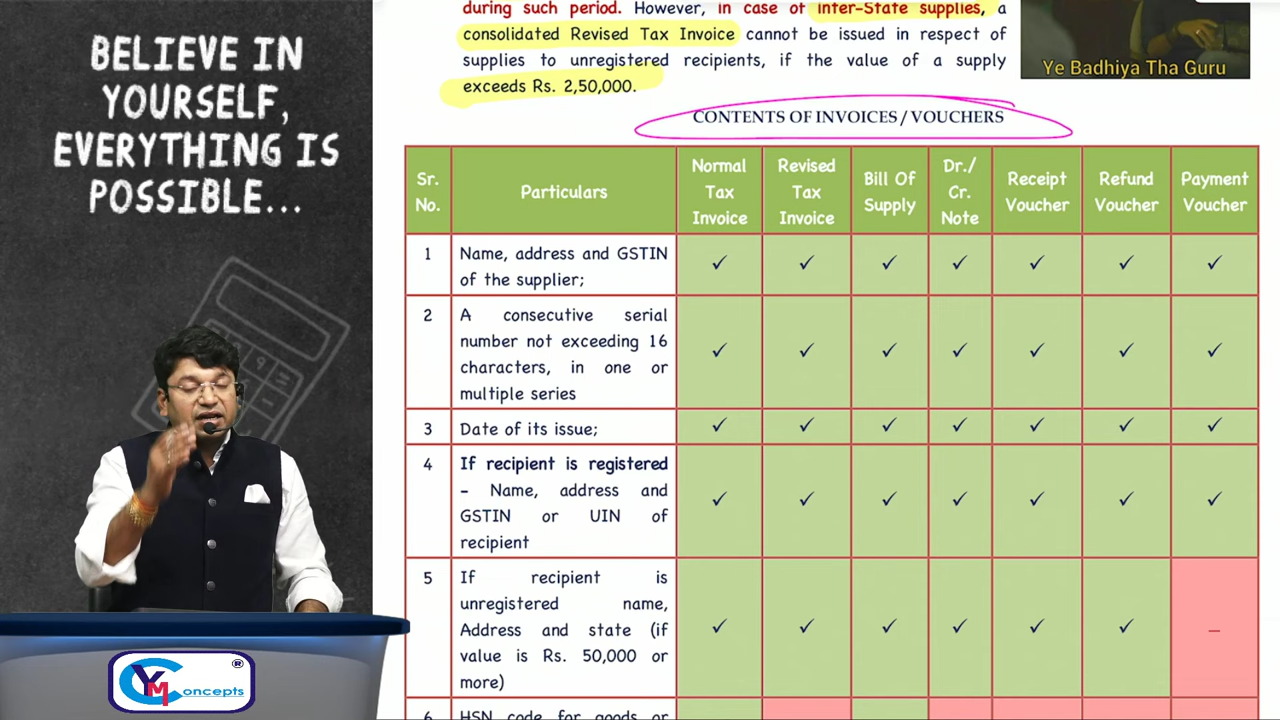 BELIEVE IN
YOURSELF,
EVERYTHING IS
POSSIBLE...
YM Concepts ®
during such period. However, in case of inter-State supplies, a
consolidated Revised Tax Invoice cannot be issued in respect of
supplies to unregistered recipients, if the value of a supply
exceeds Rs. 2,50,000.
Ye Badhiya Tha Guru
CONTENTS OF INVOICES / VOUCHERS
Sr. No. Particulars Normal Tax Invoice Revised Tax Invoice Bill Of Supply Dr./ Cr. Note Receipt Voucher Refund Voucher Payment Voucher
1 Name, address and GSTIN ✓ ✓ ✓ ✓ ✓ ✓ ✓
of the supplier;
2 A consecutive serial
number not exceeding 16 ✓ ✓ ✓ ✓ ✓ ✓ ✓
characters, in one or
multiple series
3 Date of its issue; ✓ ✓ ✓ ✓ ✓ ✓ ✓
4 If recipient is registered
– Name, address and ✓ ✓ ✓ ✓ ✓ ✓ ✓
GSTIN or UIN of
recipient
5 If recipient is
unregistered name,
Address and state (if ✓ ✓ ✓ ✓ ✓ ✓ –
value is Rs. 50,000 or
more)
6 HSN code for goods or